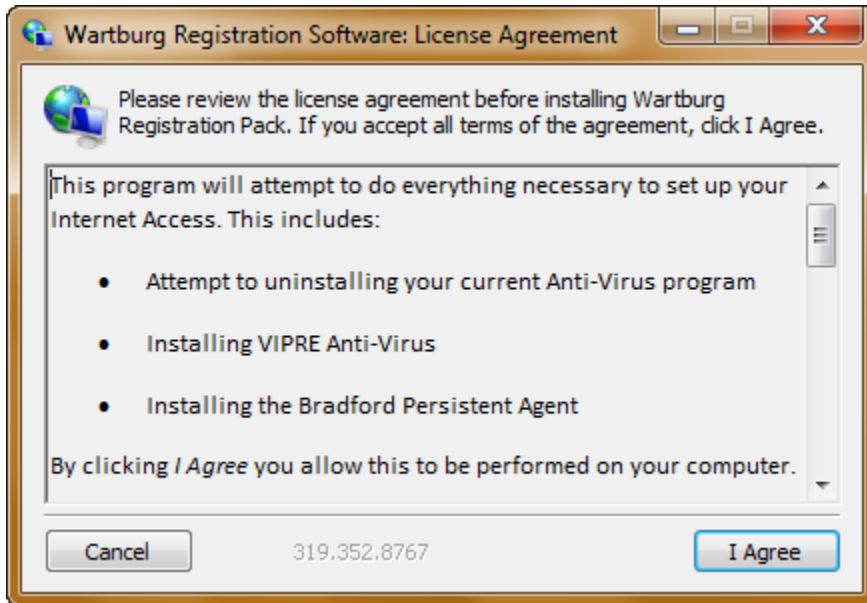 Wartburg Registration Software: License Agreement
Please review the license agreement before installing Wartburg
Registration Pack. If you accept all terms of the agreement, click I Agree.
This program will attempt to do everything necessary to set up your
Internet Access. This includes:
• Attempt to uninstalling your current Anti-Virus program
• Installing VIPRE Anti-Virus
• Installing the Bradford Persistent Agent
By clicking I Agree you allow this to be performed on your computer.
Cancel 319.352.8767 I Agree